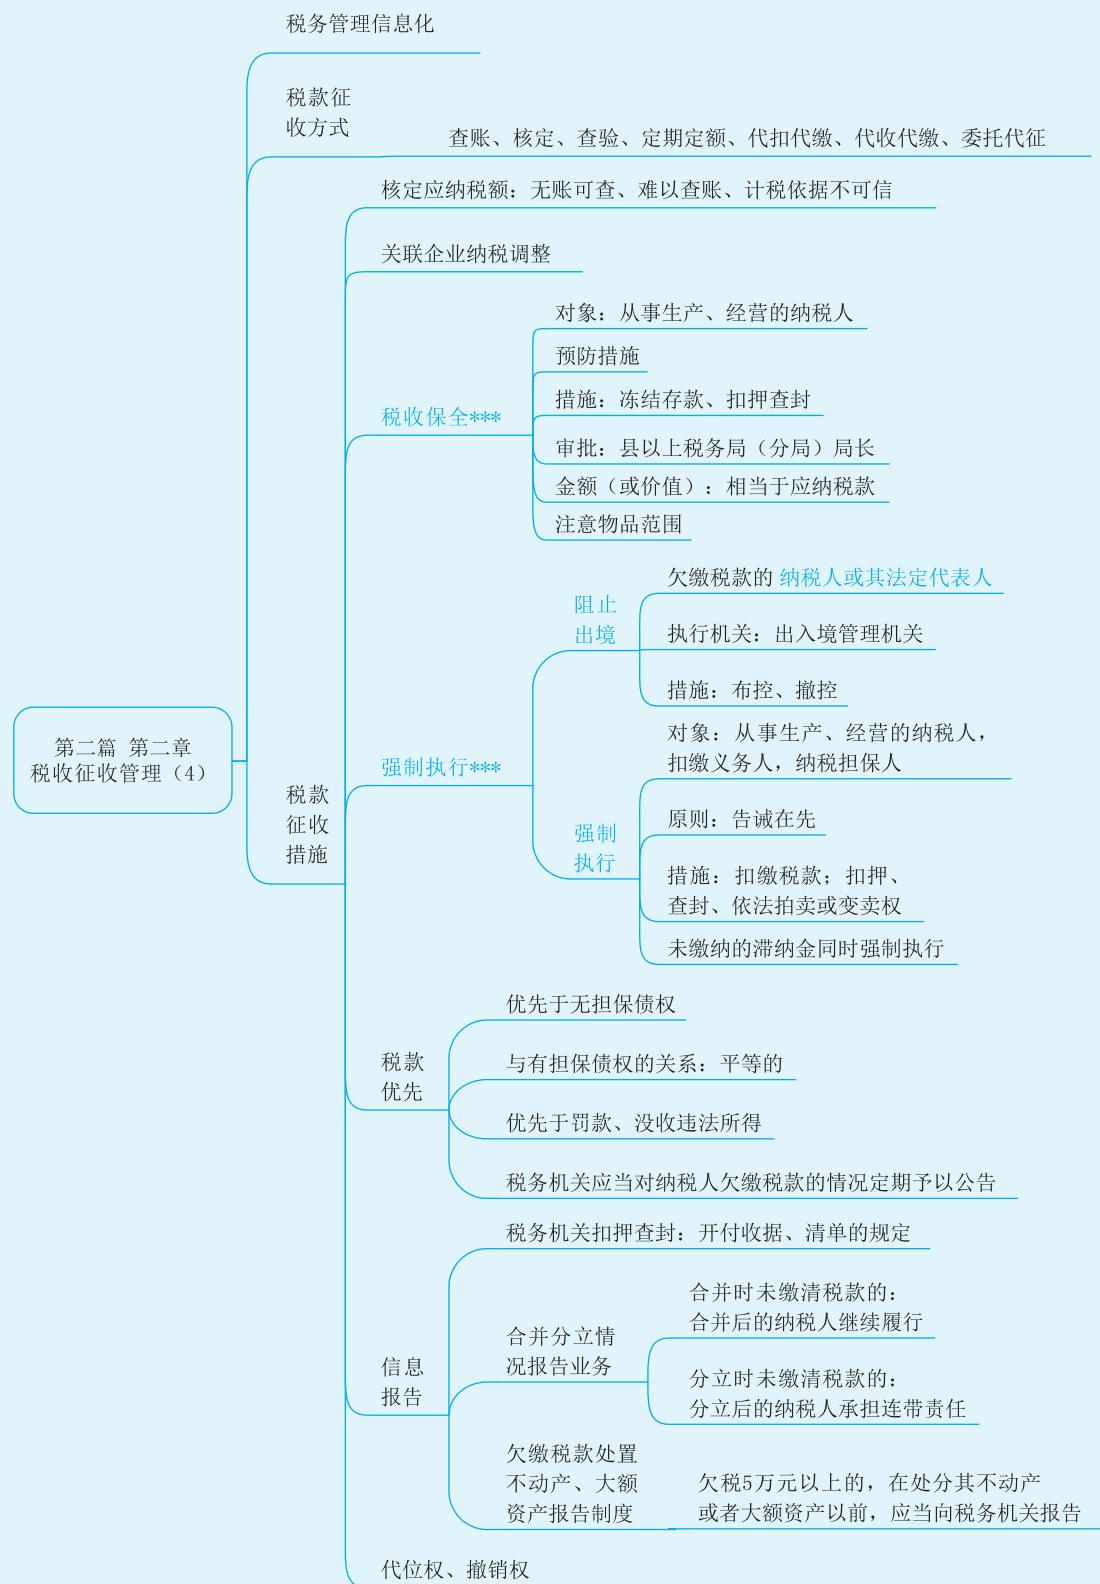 税务管理信息化
税款征
收方式
查账、核定、查验、定期定额、代扣代缴、代收代缴、委托代征
核定应纳税额：无账可查、难以查账、计税依据不可信
关联企业纳税调整
对象：从事生产、经营的纳税人
预防措施
措施：冻结存款、扣押查封
税收保全***
审批：县以上税务局（分局）局长
金额（或价值）：相当于应纳税款
注意物品范围
欠缴税款的 纳税人或其法定代表人
阻止
出境
执行机关：出入境管理机关
措施：布控、撤控
第二篇 第二章
税收征收管理（4）
税款
征收
措施
强制执行***
对象：从事生产、经营的纳税人，
扣缴义务人，纳税担保人
强制
执行
原则：告诫在先
措施：扣缴税款；扣押、
查封、依法拍卖或变卖权
未缴纳的滞纳金同时强制执行
优先于无担保债权
税款
优先
与有担保债权的关系：平等的
优先于罚款、没收违法所得
税务机关应当对纳税人欠缴税款的情况定期予以公告
税务机关扣押查封：开付收据、清单的规定
信息
报告
合并分立情
况报告业务
合并时未缴清税款的：
合并后的纳税人继续履行
分立时未缴清税款的：
分立后的纳税人承担连带责任
欠缴税款处置
不动产、大额
资产报告制度
欠税5万元以上的，在处分其不动产
或者大额资产以前，应当向税务机关报告
代位权、撤销权